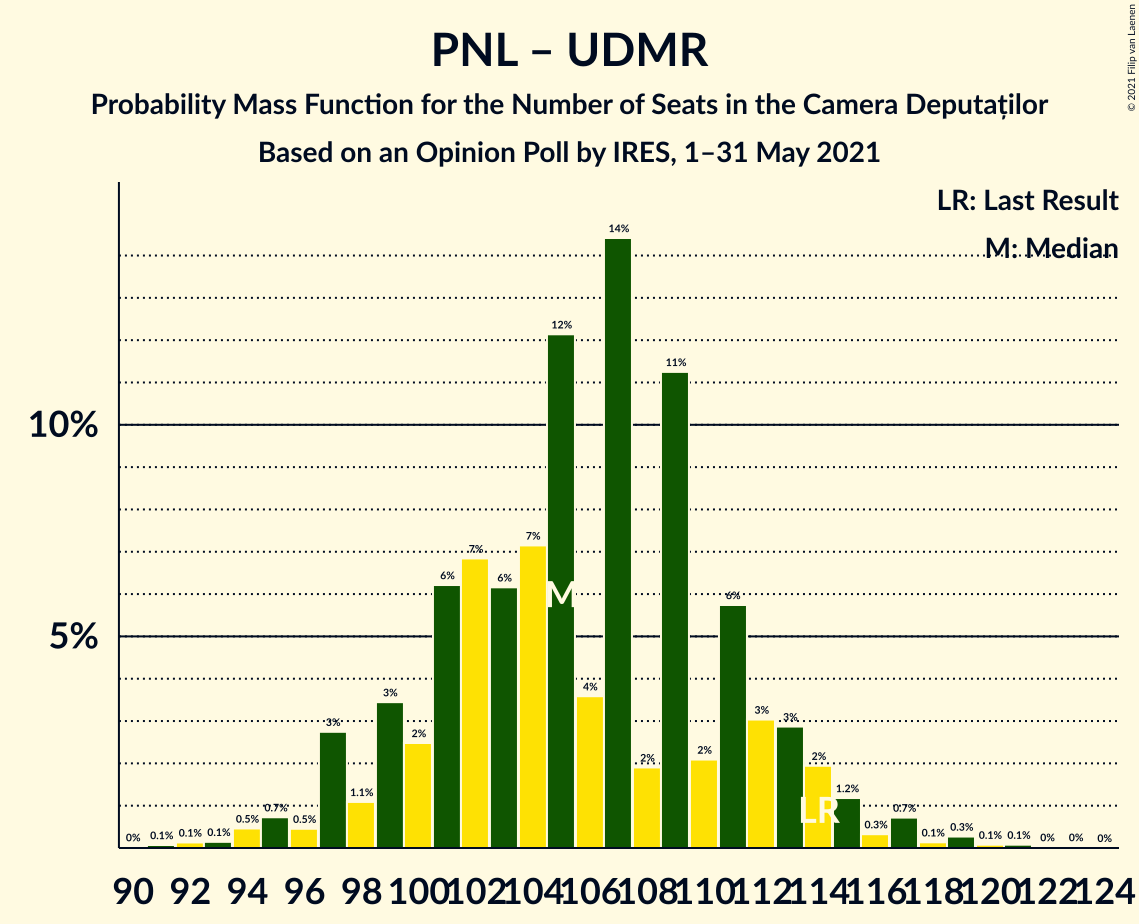 PNL – UDMR
Probability Mass Function for the Number of Seats in the Camera Deputaților
Based on an Opinion Poll by IRES, 1–31 May 2021
© 2021 Filip van Laenen
LR: Last Result
M: Median
10%
5%
0% 0.1% 0.1% 0.1% 0.5% 0.7% 0.5% 3% 1.1% 3% 2% 6% 7% 6% 7% 12% 4% 14% 2% 11% 2% 6% 3% 3% 2% 1.2% 0.3% 0.7% 0.1% 0.3% 0.1% 0.1% 0% 0% 0%
M
LR
90 92 94 96 98 100 102 104 106 108 110 112 114 116 118 120 122 124